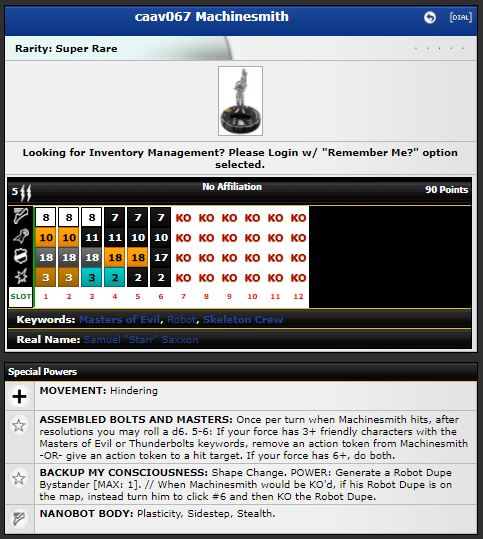 caav067 Machinesmith
[DIAL]
Rarity: Super Rare
Looking for Inventory Management? Please Login w/ "Remember Me?" option
selected.
5 No Affiliation 90 Points
8 8 8 7 7 7 KO KO KO KO KO KO
10 10 11 11 10 10 KO KO KO KO KO KO
18 18 18 18 18 17 KO KO KO KO KO KO
3 3 3 2 2 2 KO KO KO KO KO KO
SLOT 1 2 3 4 5 6 7 8 9 10 11 12
Keywords: Masters of Evil, Robot, Skeleton Crew
Real Name: Samuel "Starr" Saxxon
Special Powers
MOVEMENT: Hindering
ASSEMBLED BOLTS AND MASTERS: Once per turn when Machinesmith hits, after
resolutions you may roll a d6. 5-6: If your force has 3+ friendly characters with the
Masters of Evil or Thunderbolts keywords, remove an action token from Machinesmith
-OR- give an action token to a hit target. If your force has 6+, do both.
BACKUP MY CONSCIOUSNESS: Shape Change. POWER: Generate a Robot Dupe
Bystander [MAX: 1]. // When Machinesmith would be KO'd, if his Robot Dupe is on
the map, instead turn him to click #6 and then KO the Robot Dupe.
NANOBOT BODY: Plasticity, Sidestep, Stealth.